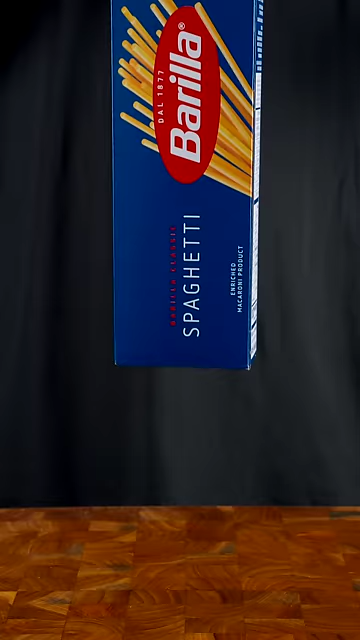 DAL 1877
Barilla®
BARILLA CLASSIC
SPAGHETTI
ENRICHED
MACARONI PRODUCT